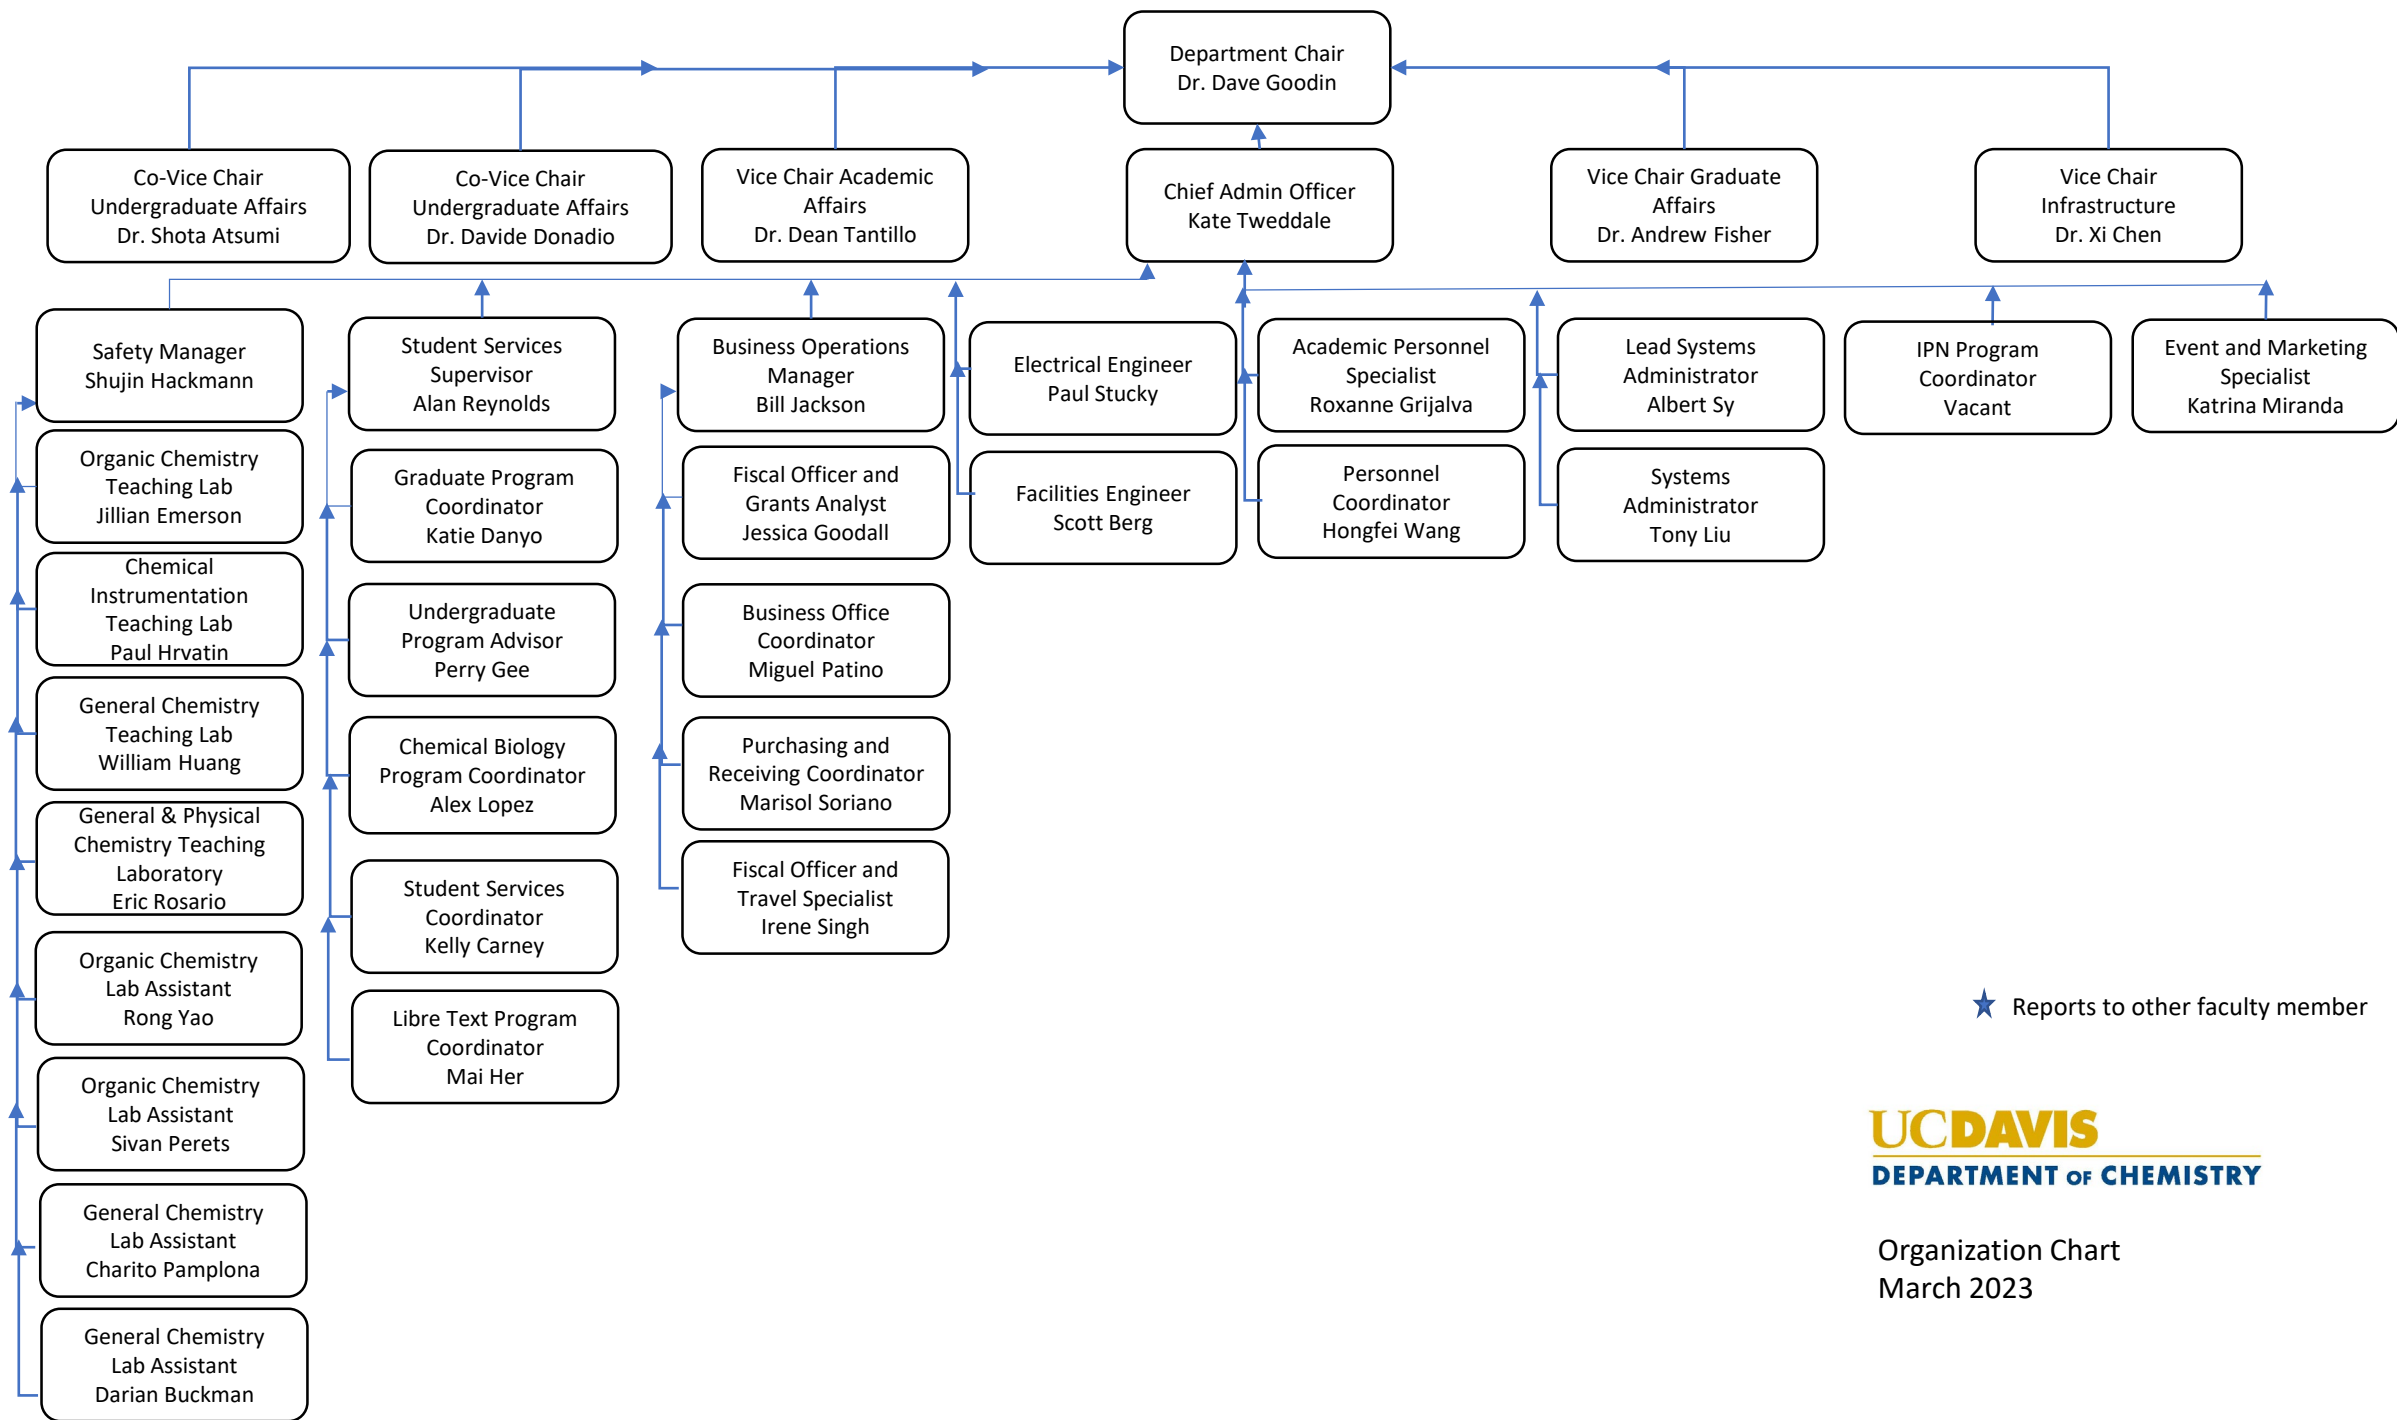 Department Chair
Dr. Dave Goodin
Co-Vice Chair
Undergraduate Affairs
Dr. Shota Atsumi
Co-Vice Chair
Undergraduate Affairs
Dr. Davide Donadio
Vice Chair Academic
Affairs
Dr. Dean Tantillo
Chief Admin Officer
Kate Tweddale
Vice Chair Graduate
Affairs
Dr. Andrew Fisher
Vice Chair
Infrastructure
Dr. Xi Chen
Safety Manager
Shujin Hackmann
Student Services
Supervisor
Alan Reynolds
Business Operations
Manager
Bill Jackson
Electrical Engineer
Paul Stucky
Academic Personnel
Specialist
Roxanne Grijalva
Lead Systems
Administrator
Albert Sy
IPN Program
Coordinator
Vacant
Event and Marketing
Specialist
Katrina Miranda
Organic Chemistry
Teaching Lab
Jillian Emerson
Graduate Program
Coordinator
Katie Danyo
Fiscal Officer and
Grants Analyst
Jessica Goodall
Facilities Engineer
Scott Berg
Personnel
Coordinator
Hongfei Wang
Systems
Administrator
Tony Liu
Chemical
Instrumentation
Teaching Lab
Paul Hrvatin
Undergraduate
Program Advisor
Perry Gee
Business Office
Coordinator
Miguel Patino
General Chemistry
Teaching Lab
William Huang
Chemical Biology
Program Coordinator
Alex Lopez
Purchasing and
Receiving Coordinator
Marisol Soriano
General & Physical
Chemistry Teaching
Laboratory
Eric Rosario
Student Services
Coordinator
Kelly Carney
Fiscal Officer and
Travel Specialist
Irene Singh
Organic Chemistry
Lab Assistant
Rong Yao
Libre Text Program
Coordinator
Mai Her
Organic Chemistry
Lab Assistant
Sivan Perets
General Chemistry
Lab Assistant
Charito Pamplona
General Chemistry
Lab Assistant
Darian Buckman
Reports to other faculty member
UCDAVIS
DEPARTMENT OF CHEMISTRY
Organization Chart
March 2023